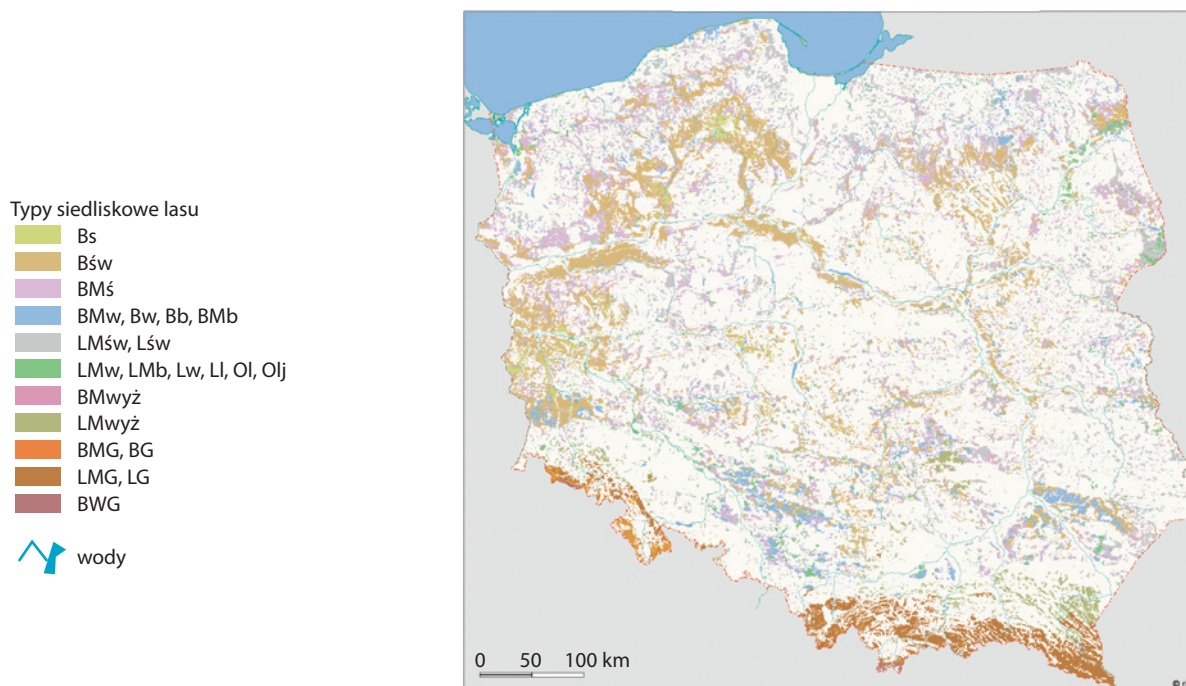 Typy siedliskowe lasu
Bs
Bśw
BMś
BMw, Bw, Bb, BMb
LMśw, Lśw
LMw, LMb, Lw, Ll, Ol, Olj
BMwyż
LMwyż
BMG, BG
LMG, LG
BWG
wody
0 50 100 km